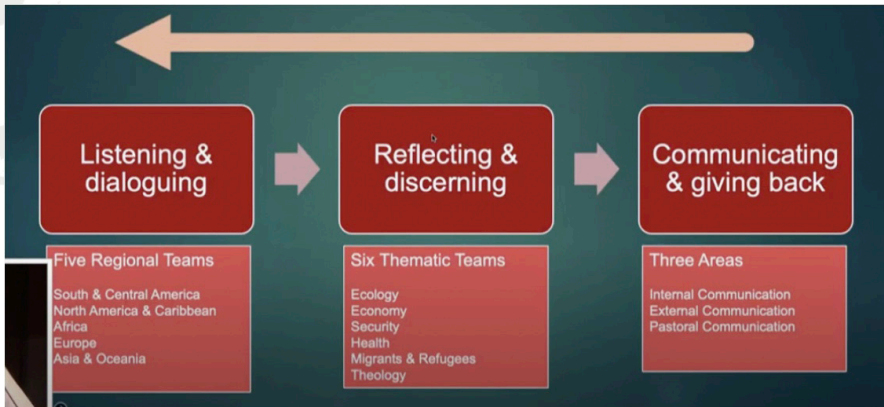 Listening &
dialoguing
Reflecting &
discerning
Communicating
& giving back
Five Regional Teams
South & Central America
North America & Caribbean
Africa
Europe
Asia & Oceania
Six Thematic Teams
Ecology
Economy
Security
Health
Migrants & Refugees
Theology
Three Areas
Internal Communication
External Communication
Pastoral Communication